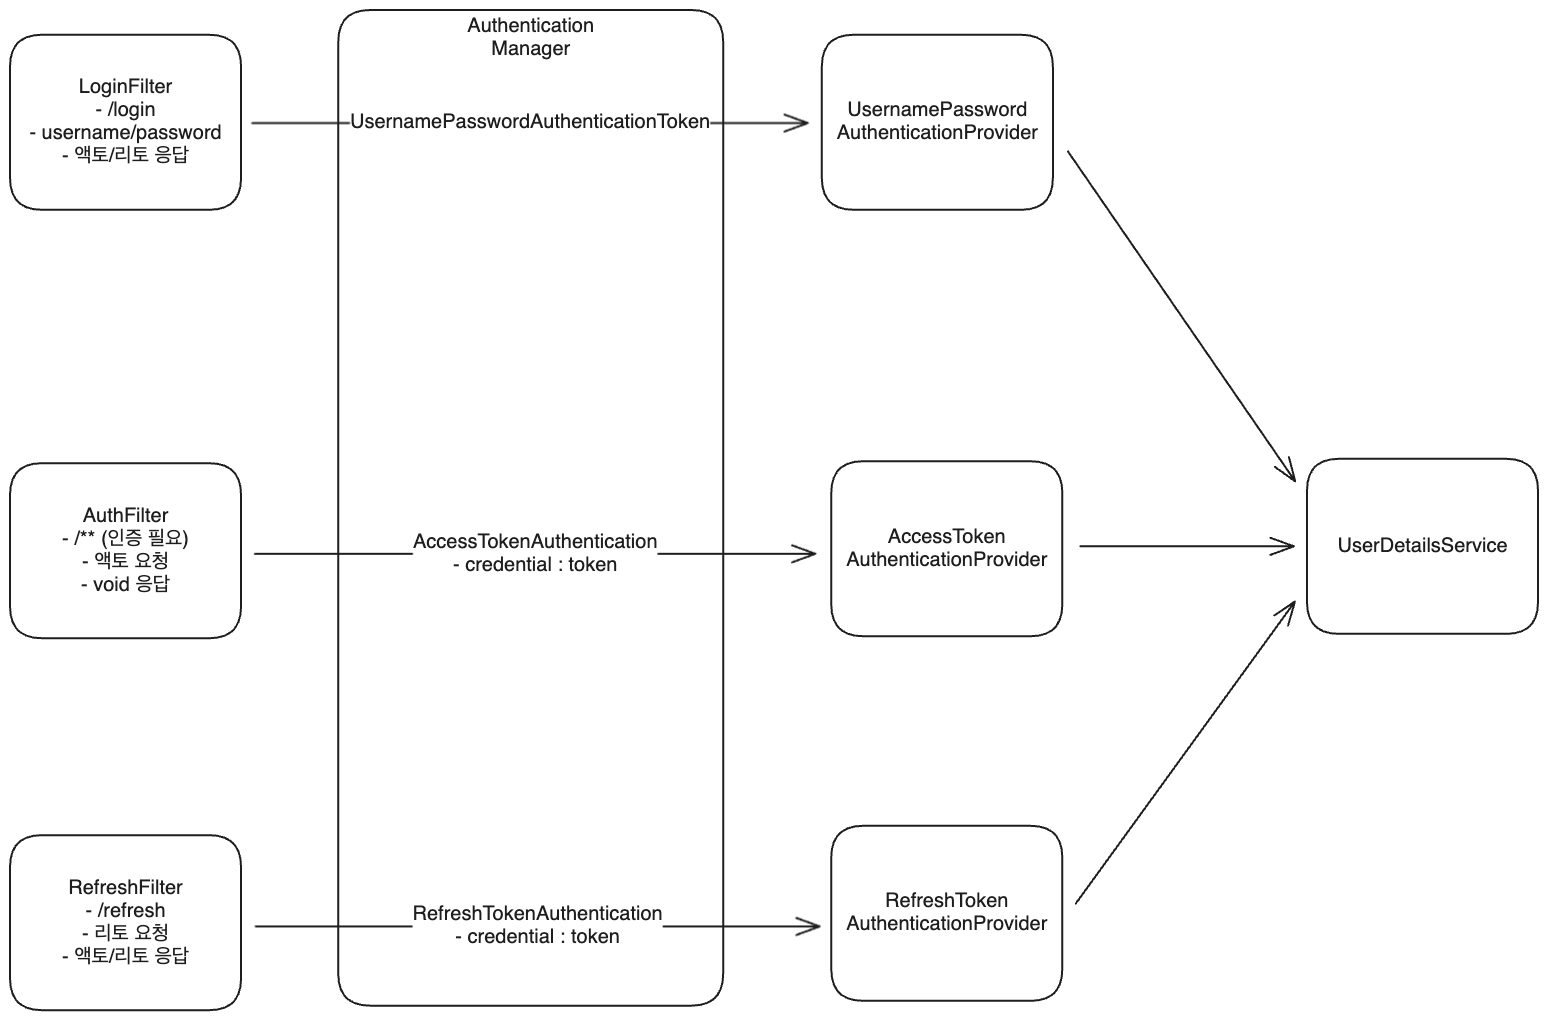 Authentication
Manager
LoginFilter
- /login
- username/password
- 액토/리토 응답
UsernamePasswordAuthenticationToken
UsernamePassword
AuthenticationProvider
AuthFilter
- /** (인증 필요)
- 액토 요청
- void 응답
AccessTokenAuthentication
- credential : token
AccessToken
AuthenticationProvider
UserDetailsService
RefreshFilter
- /refresh
- 리토 요청
- 액토/리토 응답
RefreshTokenAuthentication
- credential : token
RefreshToken
AuthenticationProvider